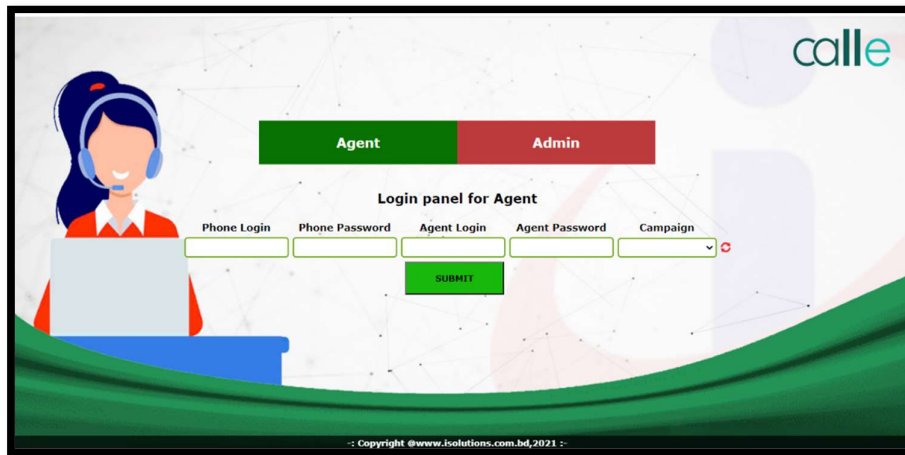 calle
Agent Admin
Login panel for Agent
Phone Login Phone Password Agent Login Agent Password Campaign
SUBMIT
-: Copyright @www.isolutions.com.bd,2021 :-